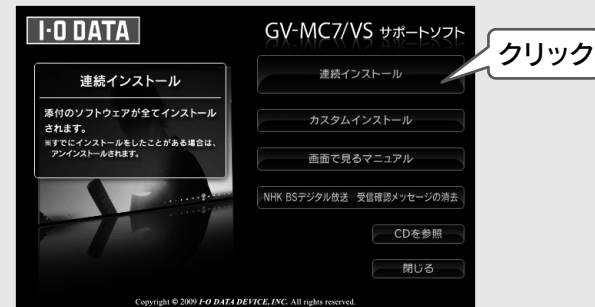 I-O DATA
GV-MC7/VS サポートソフト
クリック
連続インストール
添付のソフトウェアが全てインストール
されます。
※すでにインストールをしたことがある場合は、
アンインストールされます。
連続インストール
カスタムインストール
画面で見るマニュアル
NHK BSデジタル放送 受信確認メッセージの消去
CDを参照
閉じる
Copyright © 2009 I-O DATA DEVICE, INC. All rights reserved.